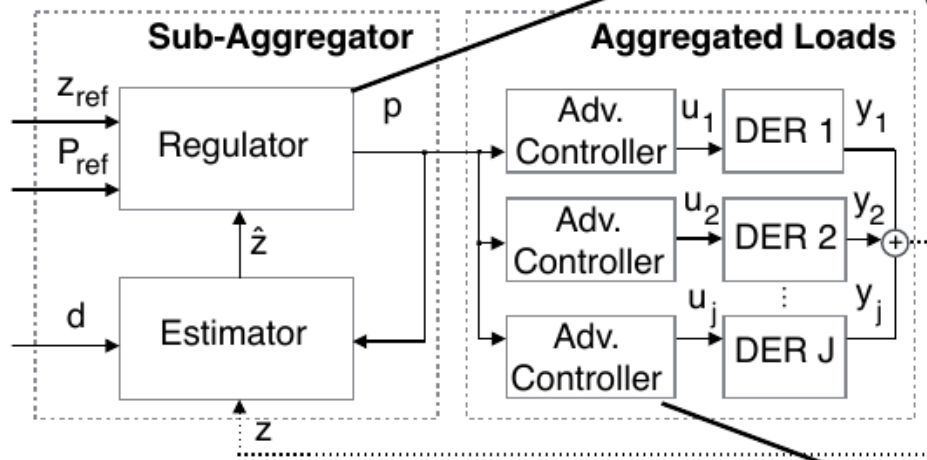 Sub-Aggregator
Aggregated Loads
z_ref
P_ref
Regulator
p
ẑ
d
Estimator
z
Adv.
Controller
u_1
DER 1
y_1
Adv.
Controller
u_2
DER 2
y_2
+
⋮
Adv.
Controller
u_j
DER J
y_j